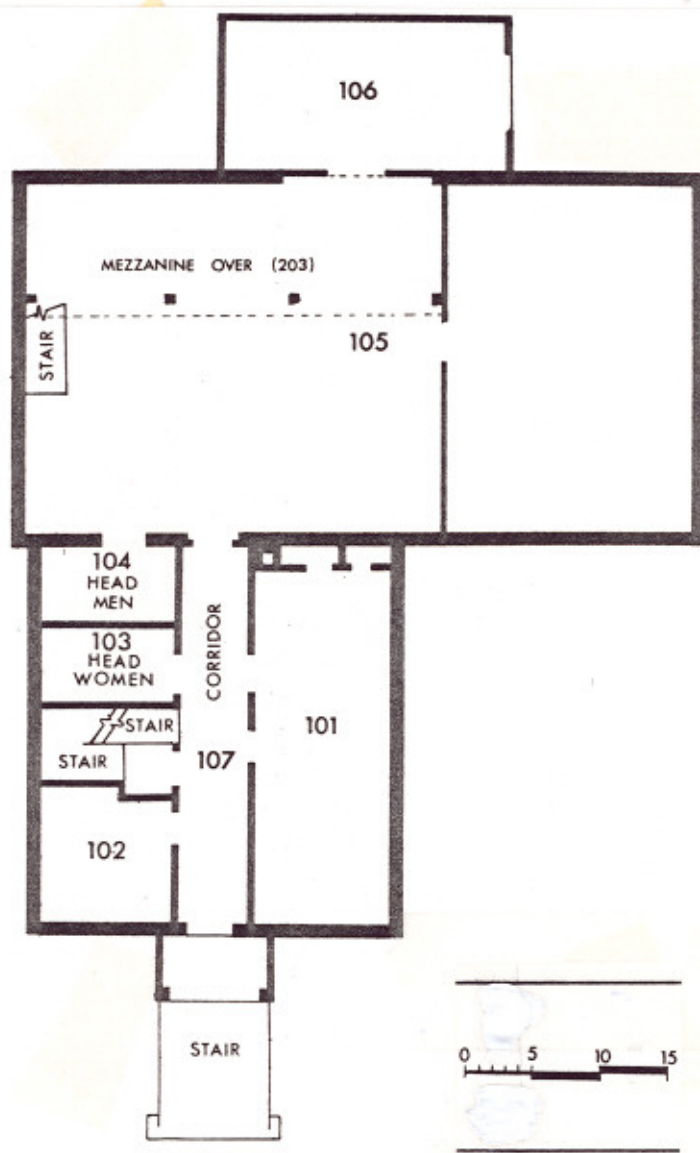 106
MEZZANINE OVER (203)
105
STAIR
104
HEAD
MEN
103
HEAD
WOMEN
CORRIDOR
STAIR
STAIR
107
101
102
STAIR
0 5 10 15